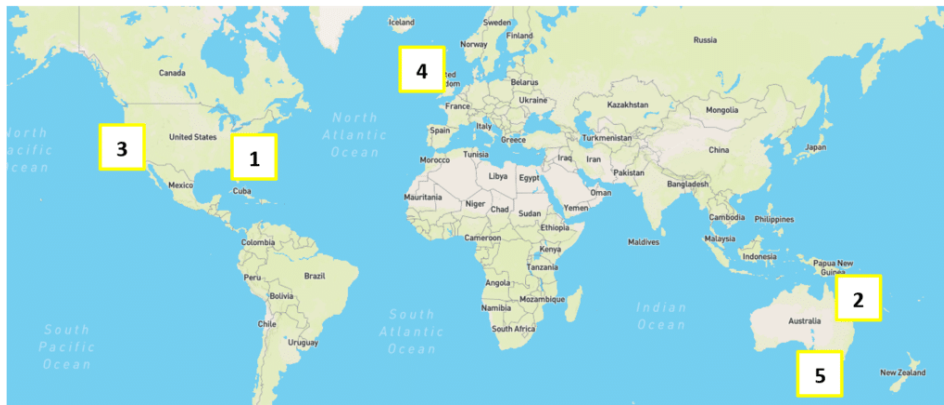 Iceland
Sweden
Norway
Finland
Russia
4
ted
dom
Canada
Belarus
Ukraine
Kazakhstan
Mongolia
France
North
Pacific
Ocean
3
United States
1
North
Atlantic
Ocean
Spain
Italy
Greece
Turkmenistan
China
Japan
Morocco
Tunisia
Iraq
Iran
Pakistan
Mexico
Cuba
Libya
Egypt
Bangladesh
Oman
Mauritania
Niger
Chad
Sudan
Yemen
Cambodia
Philippines
Ethiopia
Colombia
Cameroon
Kenya
Maldives
Malaysia
Indonesia
Papua New
Guinea
Peru
Brazil
Tanzania
Angola
Bolivia
Mozambique
Namibia
2
Indian
Ocean
Australia
Chile
South Africa
South
Pacific
Ocean
Uruguay
South
Atlantic
Ocean
5
New Zealand